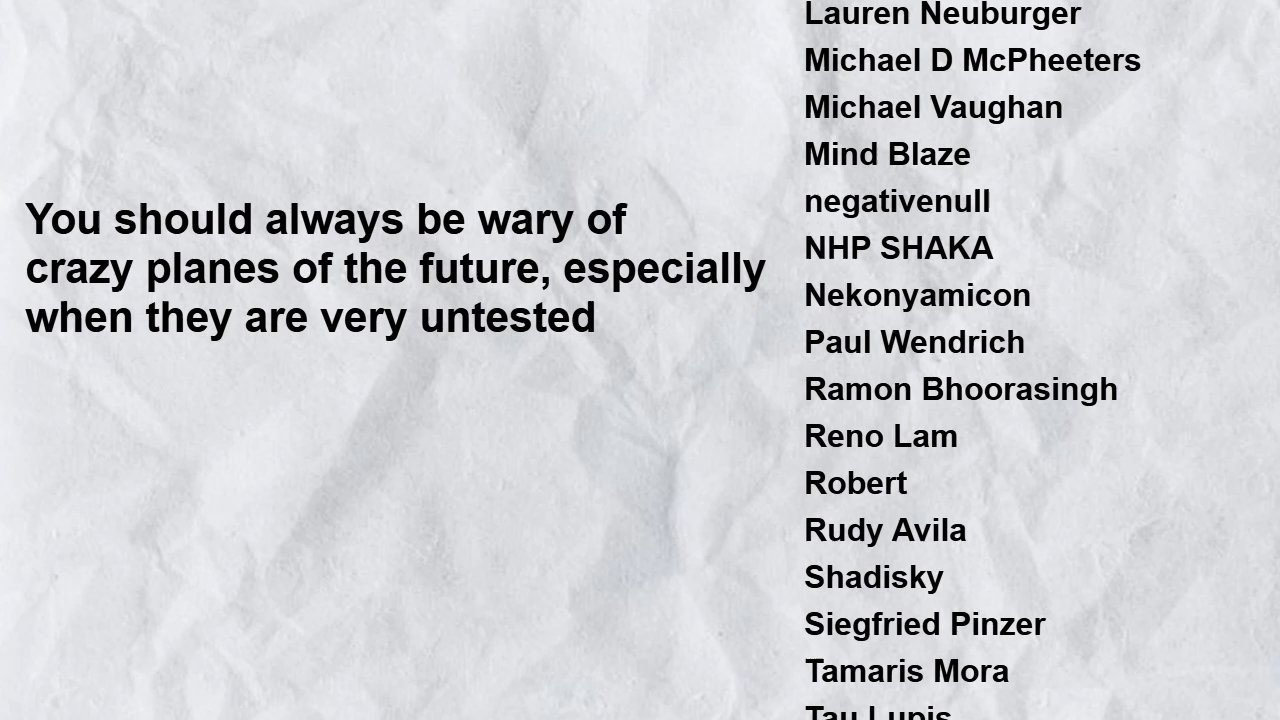 You should always be wary of
crazy planes of the future, especially
when they are very untested
Lauren Neuburger
Michael D McPheeters
Michael Vaughan
Mind Blaze
negativenull
NHP SHAKA
Nekonyamicon
Paul Wendrich
Ramon Bhoorasingh
Reno Lam
Robert
Rudy Avila
Shadisky
Siegfried Pinzer
Tamaris Mora
Tau Lupis